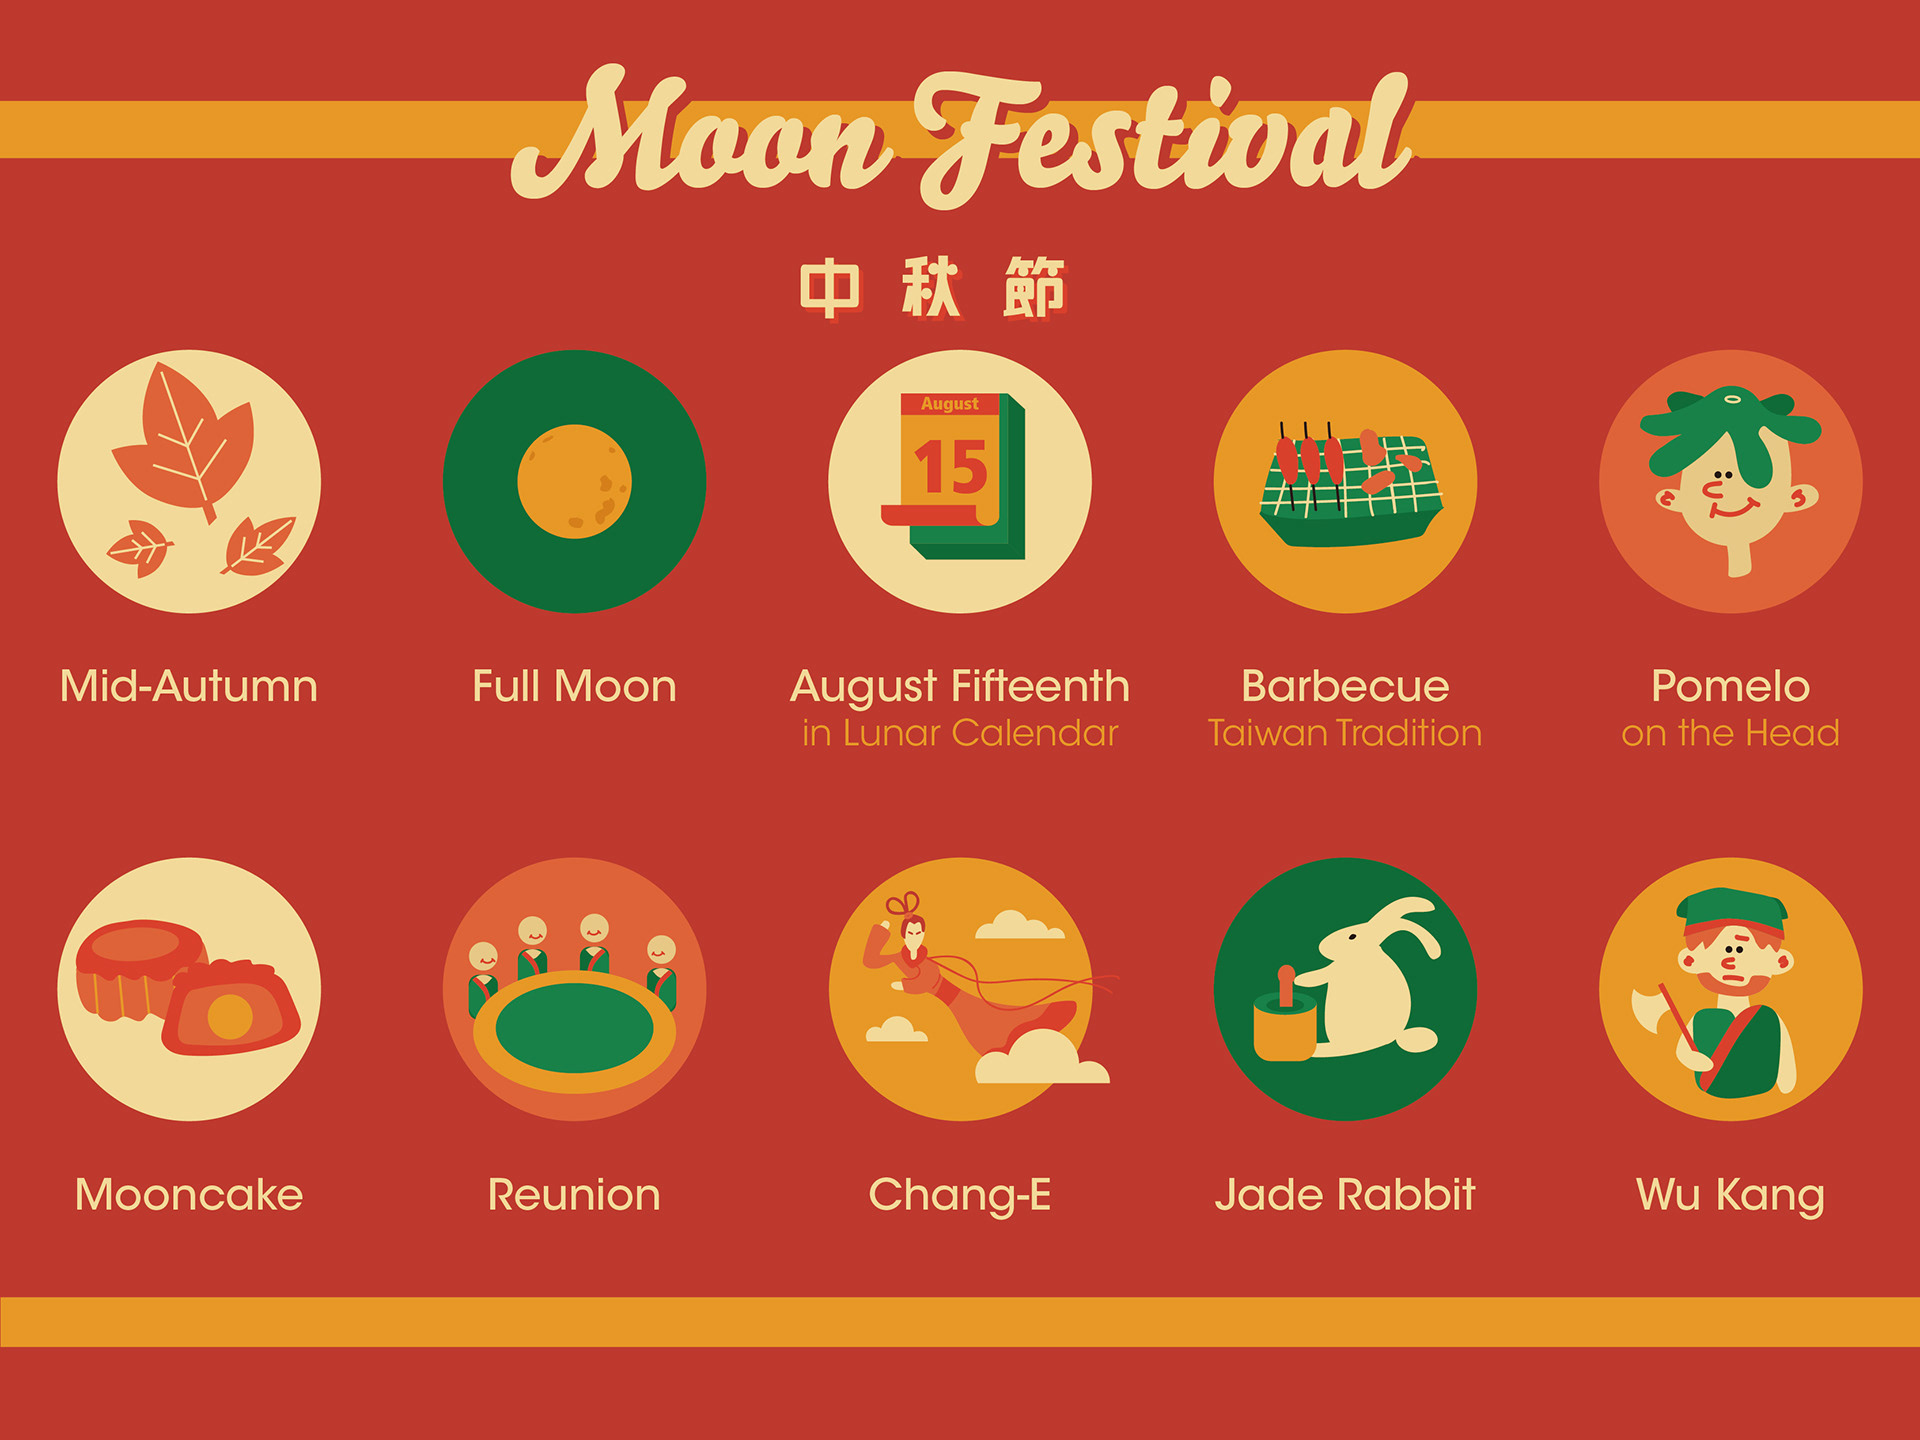 Moon Festival
中秋節
August
15
Mid-Autumn
Full Moon
August Fifteenth
in Lunar Calendar
Barbecue
Taiwan Tradition
Pomelo
on the Head
Mooncake
Reunion
Chang-E
Jade Rabbit
Wu Kang